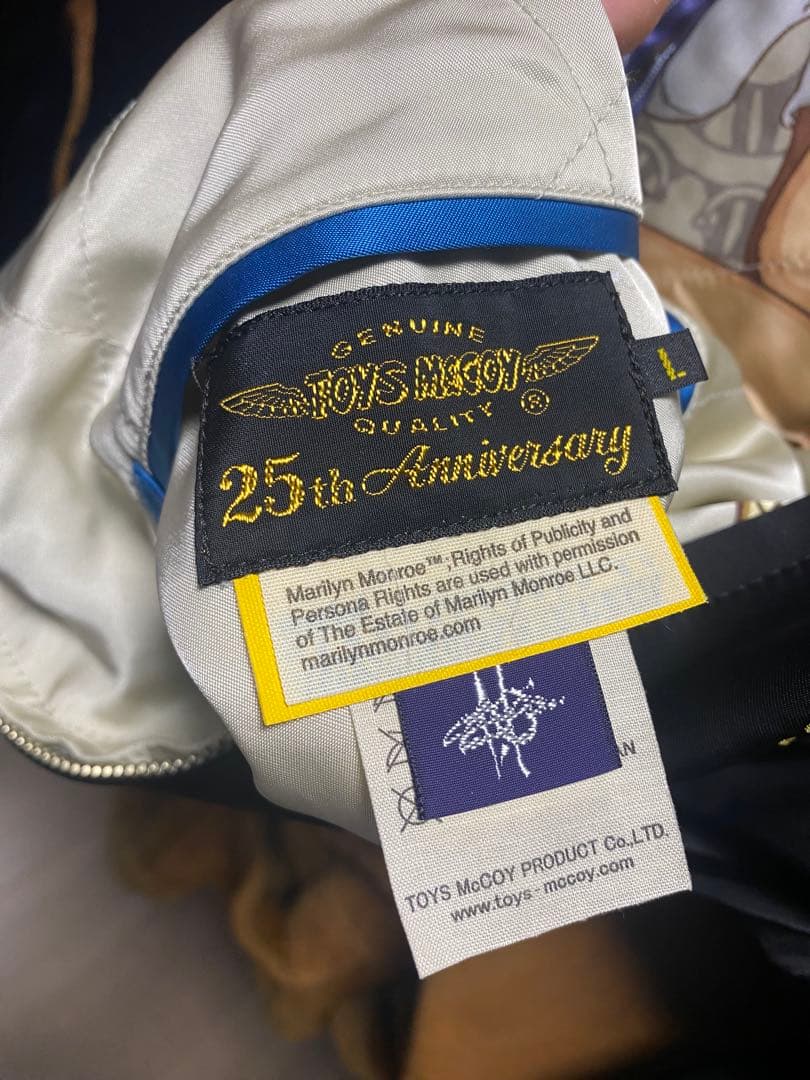 GENUINE
TOYS McCOY
QUALITY ®
25th Anniversary
L
Marilyn Monroe™; Rights of Publicity and
Persona Rights are used with permission
of The Estate of Marilyn Monroe LLC.
marilynmonroe.com
AN
TOYS McCOY PRODUCT Co.,LTD.
www.toys-mccoy.com